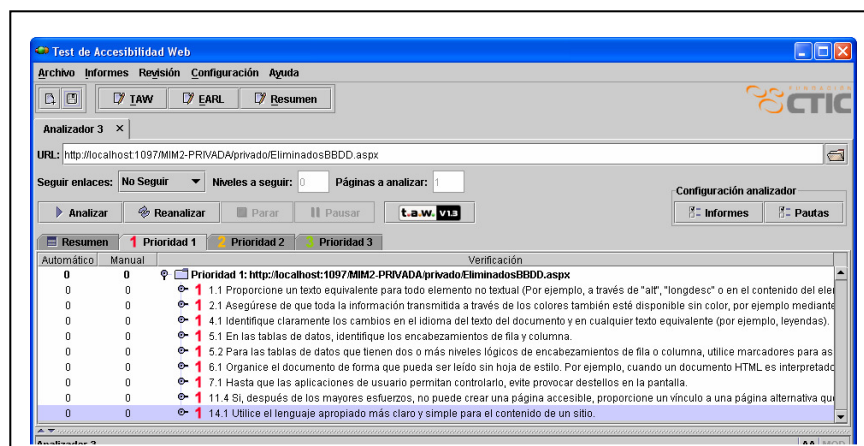 Test de Accesibilidad Web
Archivo Informes Revisión Configuración Ayuda
TAW EARL Resumen
FUNDACIÓN
CTIC
Analizador 3 ×
URL: http://localhost:1097/MIM2-PRIVADA/privado/EliminadosBBDD.aspx
Seguir enlaces: No Seguir Niveles a seguir: 0 Páginas a analizar: 1
Configuración analizador
Analizar Reanalizar Parar Pausar t.a.w. V1.3 Informes Pautas
Resumen 1 Prioridad 1 2 Prioridad 2 3 Prioridad 3
Automático Manual Verificación
0 0 Prioridad 1: http://localhost:1097/MIM2-PRIVADA/privado/EliminadosBBDD.aspx
0 0 1 1.1 Proporcione un texto equivalente para todo elemento no textual (Por ejemplo, a través de "alt", "longdesc" o en el contenido del eler
0 0 1 2.1 Asegúrese de que toda la información transmitida a través de los colores también esté disponible sin color, por ejemplo mediante
0 0 1 4.1 Identifique claramente los cambios en el idioma del texto del documento y en cualquier texto equivalente (por ejemplo, leyendas).
0 0 1 5.1 En las tablas de datos, identifique los encabezamientos de fila y columna.
0 0 1 5.2 Para las tablas de datos que tienen dos o más niveles lógicos de encabezamientos de fila o columna, utilice marcadores para as
0 0 1 6.1 Organice el documento de forma que pueda ser leído sin hoja de estilo. Por ejemplo, cuando un documento HTML es interpretado
0 0 1 7.1 Hasta que las aplicaciones de usuario permitan controlarlo, evite provocar destellos en la pantalla.
0 0 1 11.4 Si, después de los mayores esfuerzos, no puede crear una página accesible, proporcione un vínculo a una página alternativa qu
0 0 1 14.1 Utilice el lenguaje apropiado más claro y simple para el contenido de un sitio.
Analizador 3 AA MOD